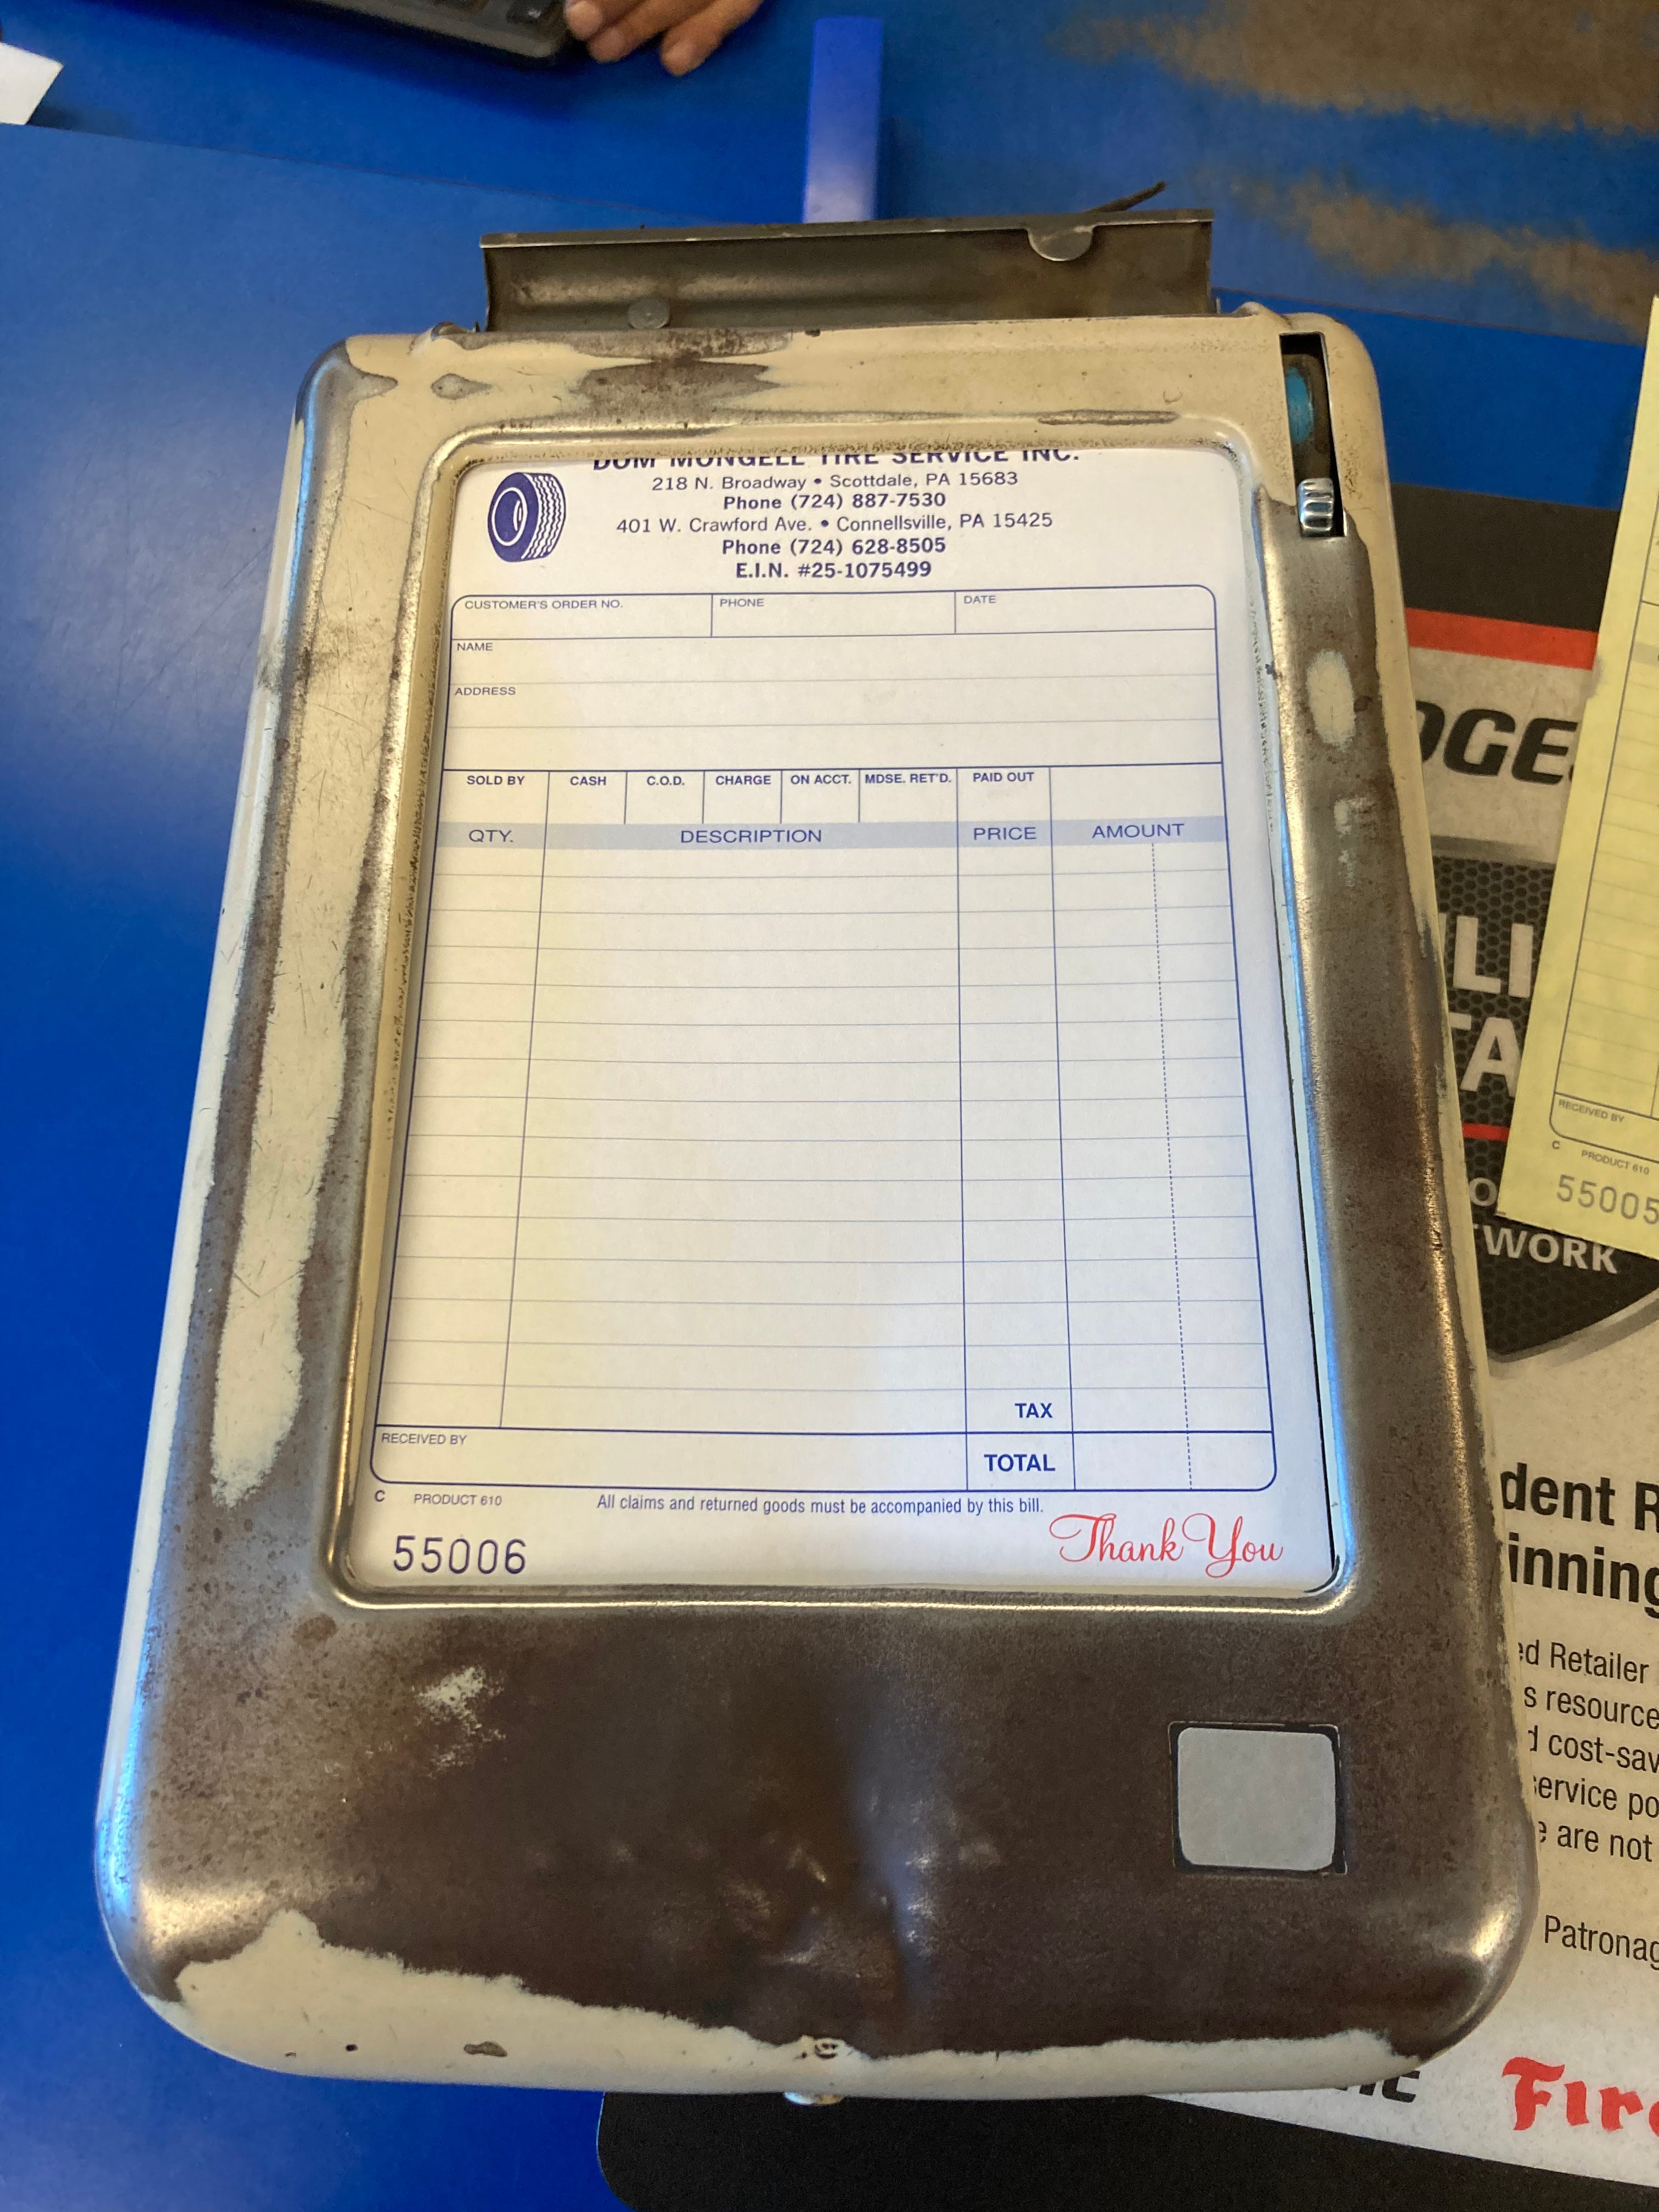 DOM MONGELL TIRE SERVICE INC.
218 N. Broadway • Scottdale, PA 15683
Phone (724) 887-7530
401 W. Crawford Ave. • Connellsville, PA 15425
Phone (724) 628-8505
E.I.N. #25-1075499
CUSTOMER'S ORDER NO. PHONE DATE
NAME
ADDRESS
SOLD BY CASH C.O.D. CHARGE ON ACCT. MDSE. RET'D. PAID OUT
QTY. DESCRIPTION PRICE AMOUNT
TAX
RECEIVED BY
TOTAL
C PRODUCT 610 All claims and returned goods must be accompanied by this bill.
55006 Thank You
RECEIVED BY
C PRODUCT 610
55005
WORK
dent R
inning
ed Retailer
s resource
d cost-sav
service po
e are not
Patronag
Fire